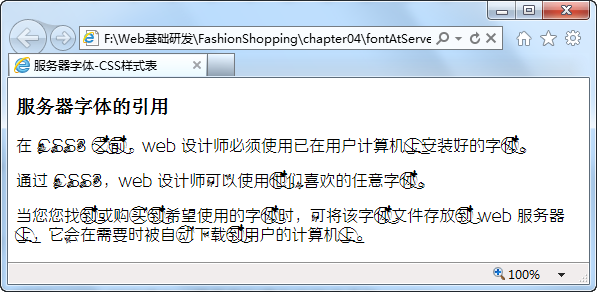 F:\Web基础研发\FashionShopping\chapter04\fontAtServe
服务器字体-CSS样式表
服务器字体的引用
在 CSS3 之前，web 设计师必须使用已在用户计算机上安装好的字体。
通过 CSS3，web 设计师可以使用他们喜欢的任意字体。
当您您找到或购买到希望使用的字体时，可将该字体文件存放到 web 服务器
上，它会在需要时被自动下载到用户的计算机上。
100%